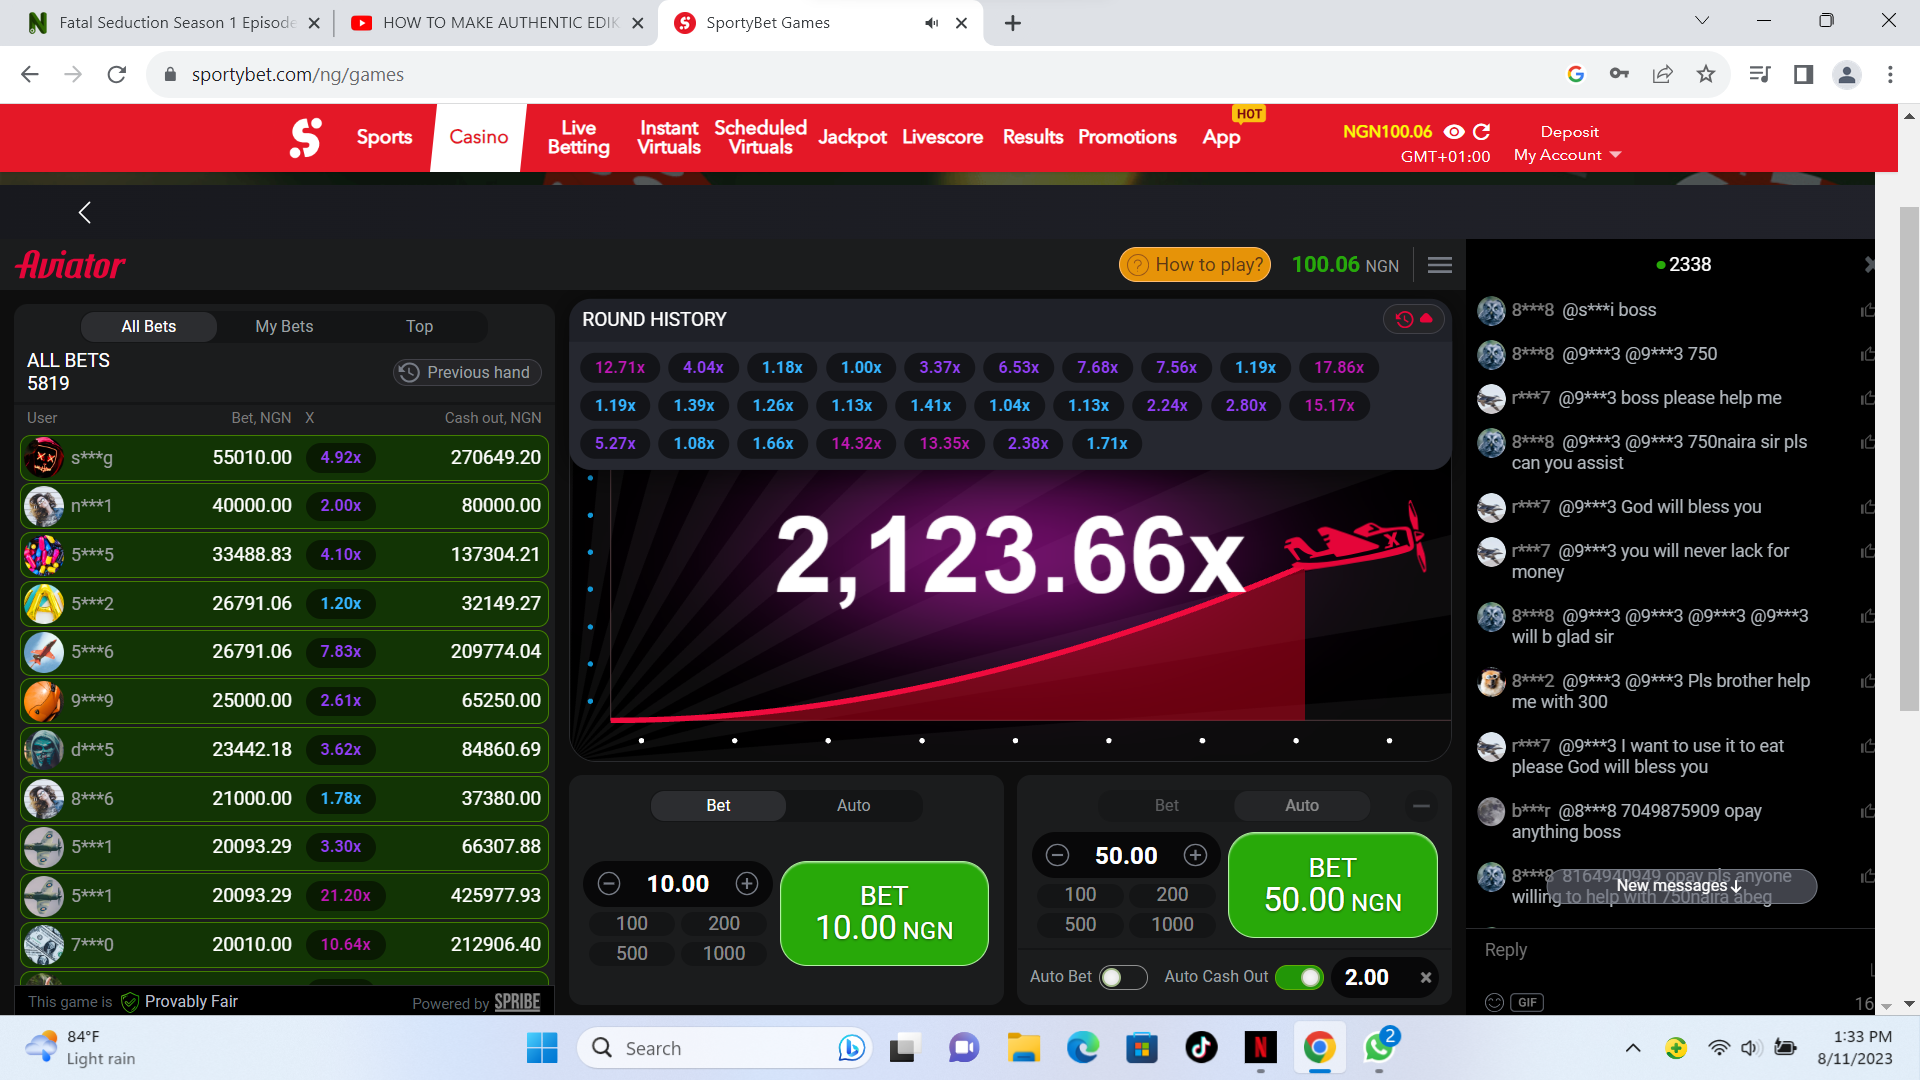 Fatal Seduction Season 1 Episode
HOW TO MAKE AUTHENTIC EDIK
SportyBet Games
sportybet.com/ng/games
Sports
Casino
Live Betting
Instant Virtuals
Scheduled Virtuals
Jackpot
Livescore
Results
Promotions
App
HOT
NGN100.06
GMT+01:00
Deposit
My Account
Aviator
How to play?
100.06 NGN
2338
All Bets
My Bets
Top
ALL BETS
5819
Previous hand
User Bet, NGN X Cash out, NGN
s***g 55010.00 4.92x 270649.20
n***1 40000.00 2.00x 80000.00
5***5 33488.83 4.10x 137304.21
5***2 26791.06 1.20x 32149.27
5***6 26791.06 7.83x 209774.04
9***9 25000.00 2.61x 65250.00
d***5 23442.18 3.62x 84860.69
8***6 21000.00 1.78x 37380.00
5***1 20093.29 3.30x 66307.88
5***1 20093.29 21.20x 425977.93
7***0 20010.00 10.64x 212906.40
This game is Provably Fair
Powered by SPRIBE
ROUND HISTORY
12.71x 4.04x 1.18x 1.00x 3.37x 6.53x 7.68x 7.56x 1.19x 17.86x
1.19x 1.39x 1.26x 1.13x 1.41x 1.04x 1.13x 2.24x 2.80x 15.17x
5.27x 1.08x 1.66x 14.32x 13.35x 2.38x 1.71x
2,123.66x
X
Bet Auto
10.00
100 200
500 1000
BET
10.00 NGN
Bet Auto
50.00
100 200
500 1000
BET
50.00 NGN
Auto Bet
Auto Cash Out
2.00
8***8 @s***i boss
8***8 @9***3 @9***3 750
r***7 @9***3 boss please help me
8***8 @9***3 @9***3 750naira sir pls
can you assist
r***7 @9***3 God will bless you
r***7 @9***3 you will never lack for
money
8***8 @9***3 @9***3 @9***3 @9***3
will b glad sir
8***2 @9***3 @9***3 Pls brother help
me with 300
r***7 @9***3 I want to use it to eat
please God will bless you
b***r @8***8 7049875909 opay
anything boss
8***8 8164940949 opay pls anyone
willing to help with 750naira abeg
New messages
Reply
GIF
16
84°F
Light rain
Search
2
1:33 PM
8/11/2023